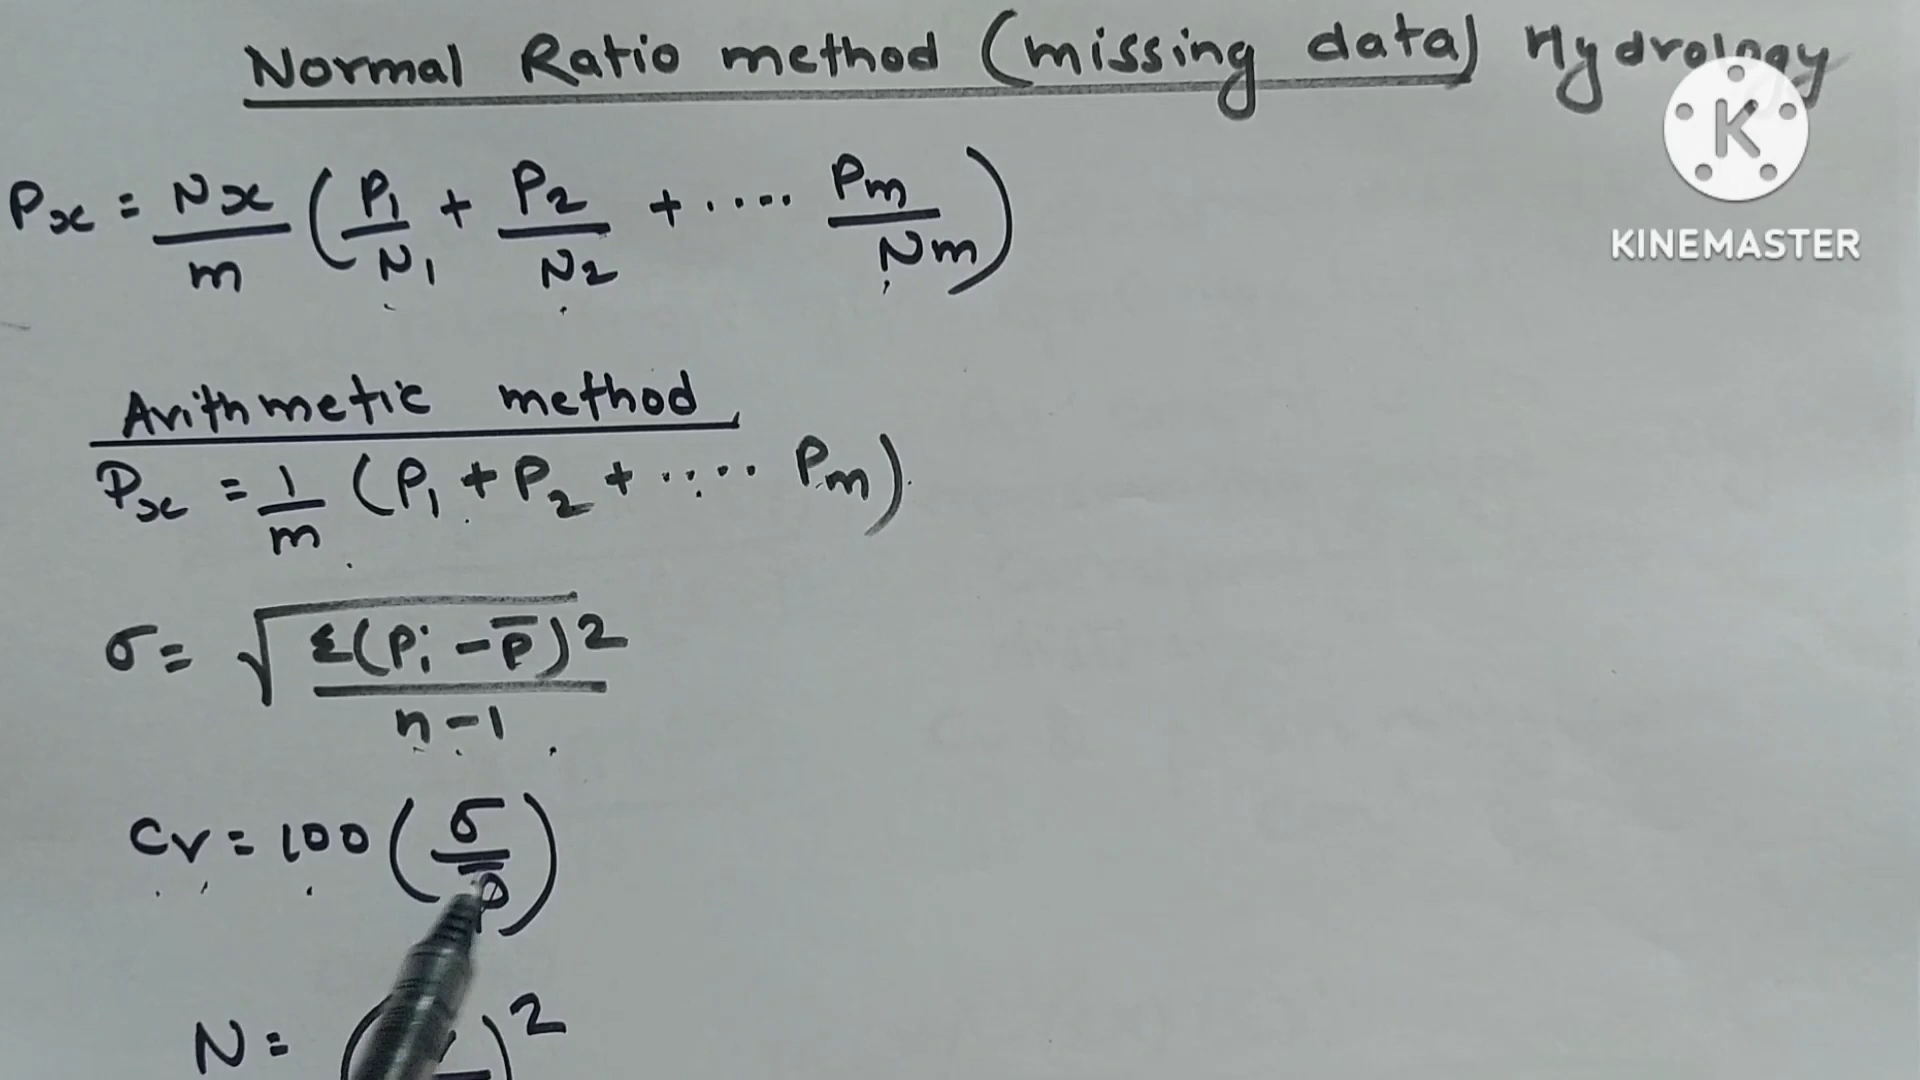 Normal Ratio method (missing data) Hydrology
K
KINEMASTER
Px = Nx/m (P1/N1 + P2/N2 + .... Pm/Nm)
Arithmetic method
Px = 1/m (P1 + P2 + .... Pm)
σ = √Σ(Pi - P̅)2/n-1
Cv = 100 (σ/P̅)
N = ( )2